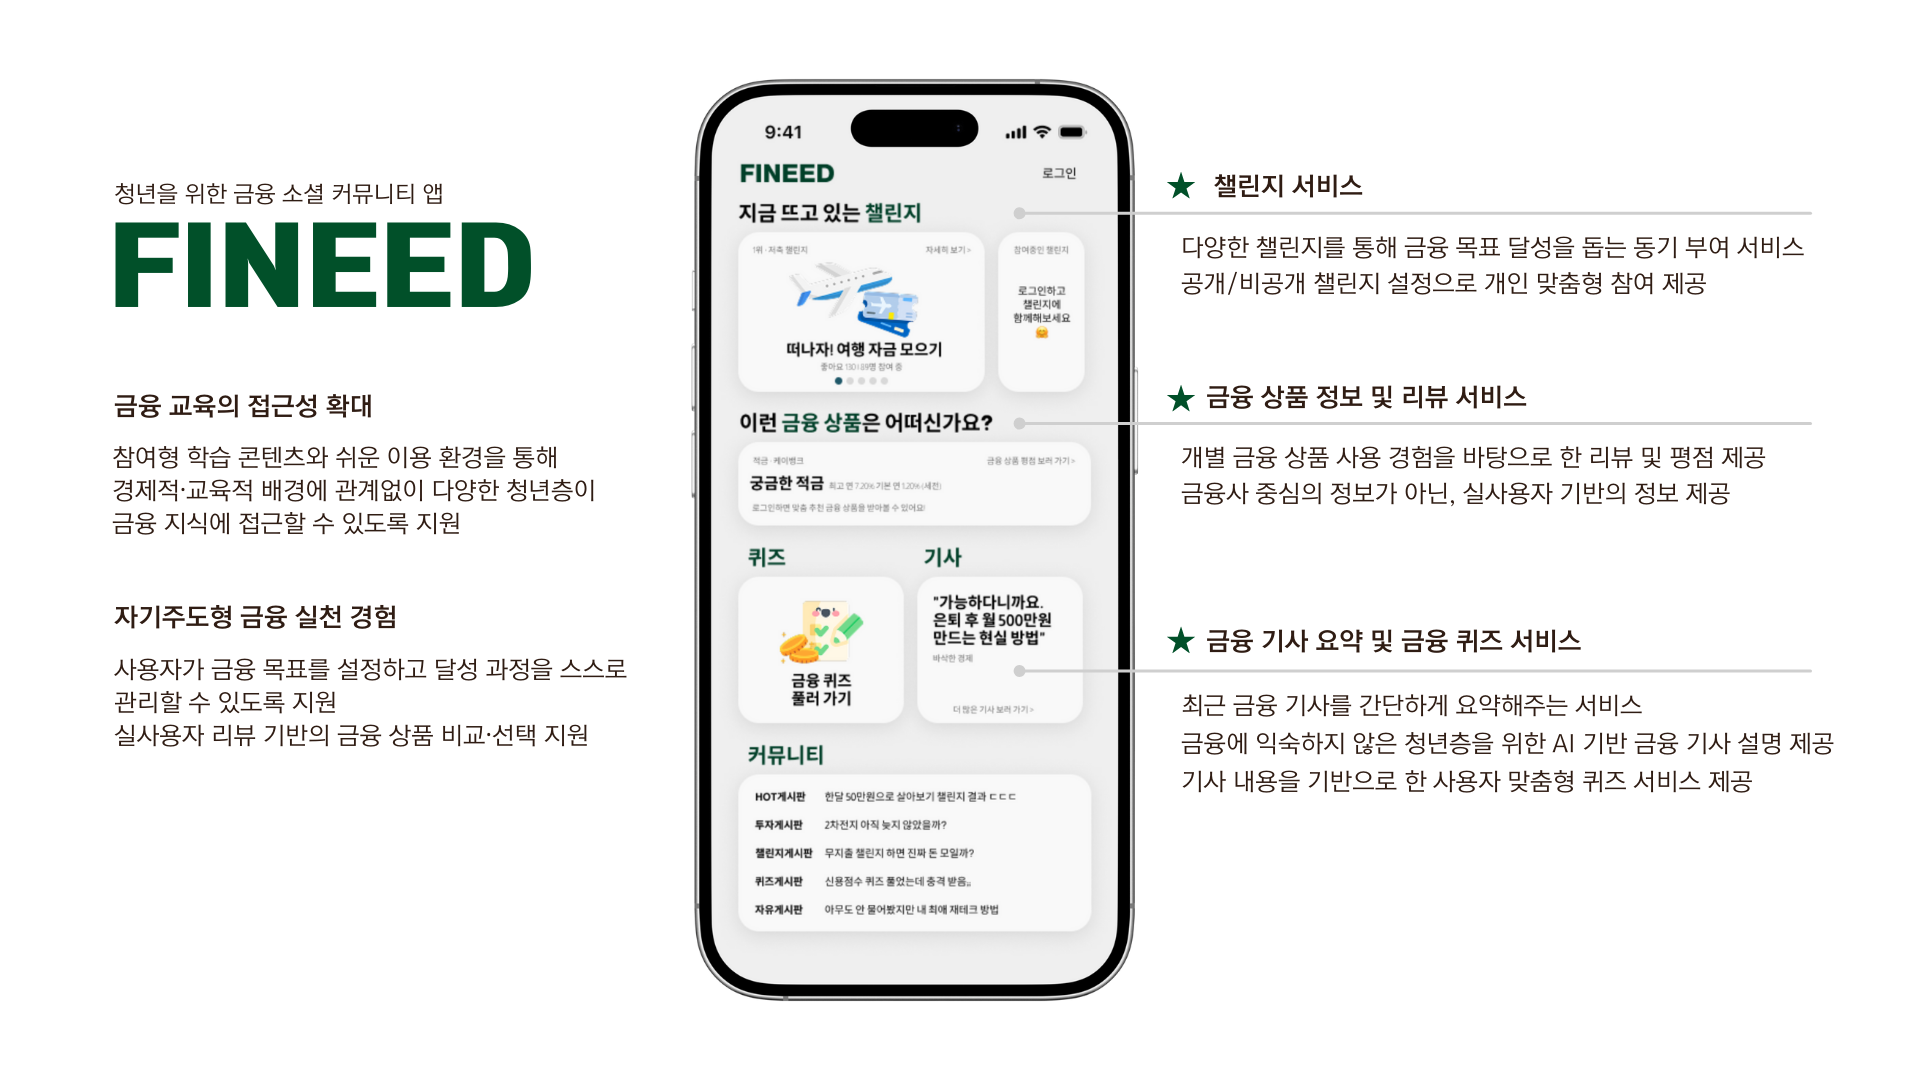 청년을 위한 금융 소셜 커뮤니티 앱
FINEED
금융 교육의 접근성 확대
참여형 학습 콘텐츠와 쉬운 이용 환경을 통해
경제적·교육적 배경에 관계없이 다양한 청년층이
금융 지식에 접근할 수 있도록 지원
자기주도형 금융 실천 경험
사용자가 금융 목표를 설정하고 달성 과정을 스스로
관리할 수 있도록 지원
실사용자 리뷰 기반의 금융 상품 비교·선택 지원
9:41
FINEED
로그인
지금 뜨고 있는 챌린지
1위 · 저축 챌린지
자세히 보기 >
떠나자! 여행 자금 모으기
좋아요 130 | 89명 참여 중
참여중인 챌린지
로그인하고
챌린지에
함께해보세요
이런 금융 상품은 어떠신가요?
적금 · 케이뱅크
금융 상품 평점 보러 가기 >
궁금한 적금 최고 연 7.20% 기본 연 1.20% (세전)
로그인하면 맞춤 추천 금융 상품을 받아볼 수 있어요!
퀴즈
금융 퀴즈
풀러 가기
기사
"가능하다니까요.
은퇴 후 월 500만원
만드는 현실 방법"
바삭한 경제
더 많은 기사 보러 가기 >
커뮤니티
HOT게시판 한달 50만원으로 살아보기 챌린지 결과 ㄷㄷㄷ
투자게시판 2차전지 아직 늦지 않았을까?
챌린지게시판 무지출 챌린지 하면 진짜 돈 모일까?
퀴즈게시판 신용점수 퀴즈 풀었는데 충격 받음;;
자유게시판 아무도 안 물어봤지만 내 최애 재테크 방법
★ 챌린지 서비스
다양한 챌린지를 통해 금융 목표 달성을 돕는 동기 부여 서비스
공개/비공개 챌린지 설정으로 개인 맞춤형 참여 제공
★ 금융 상품 정보 및 리뷰 서비스
개별 금융 상품 사용 경험을 바탕으로 한 리뷰 및 평점 제공
금융사 중심의 정보가 아닌, 실사용자 기반의 정보 제공
★ 금융 기사 요약 및 금융 퀴즈 서비스
최근 금융 기사를 간단하게 요약해주는 서비스
금융에 익숙하지 않은 청년층을 위한 AI 기반 금융 기사 설명 제공
기사 내용을 기반으로 한 사용자 맞춤형 퀴즈 서비스 제공